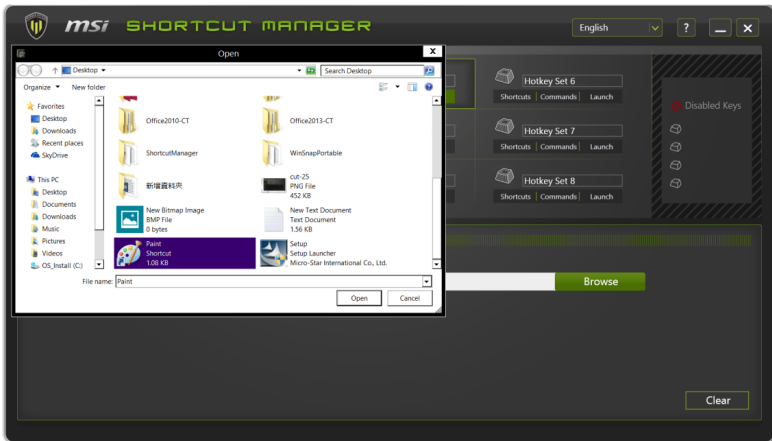 msi SHORTCUT MANAGER
English
?
Open
X
Desktop
Search Desktop
Organize
New folder
Favorites
Desktop
Downloads
Recent places
SkyDrive
This PC
Desktop
Documents
Downloads
Music
Pictures
Videos
OS_Install (C:)
Office2010-CT
Office2013-CT
ShortcutManager
WinSnapPortable
新增資料夾
cut-25
PNG File
452 KB
New Bitmap Image
BMP File
0 bytes
New Text Document
Text Document
1.56 KB
Paint
Shortcut
1.08 KB
Setup
Setup Launcher
Micro-Star International Co., Ltd.
File name: Paint
Open
Cancel
Hotkey Set 6
Shortcuts Commands Launch
Hotkey Set 7
Shortcuts Commands Launch
Hotkey Set 8
Shortcuts Commands Launch
Disabled Keys
Browse
Clear